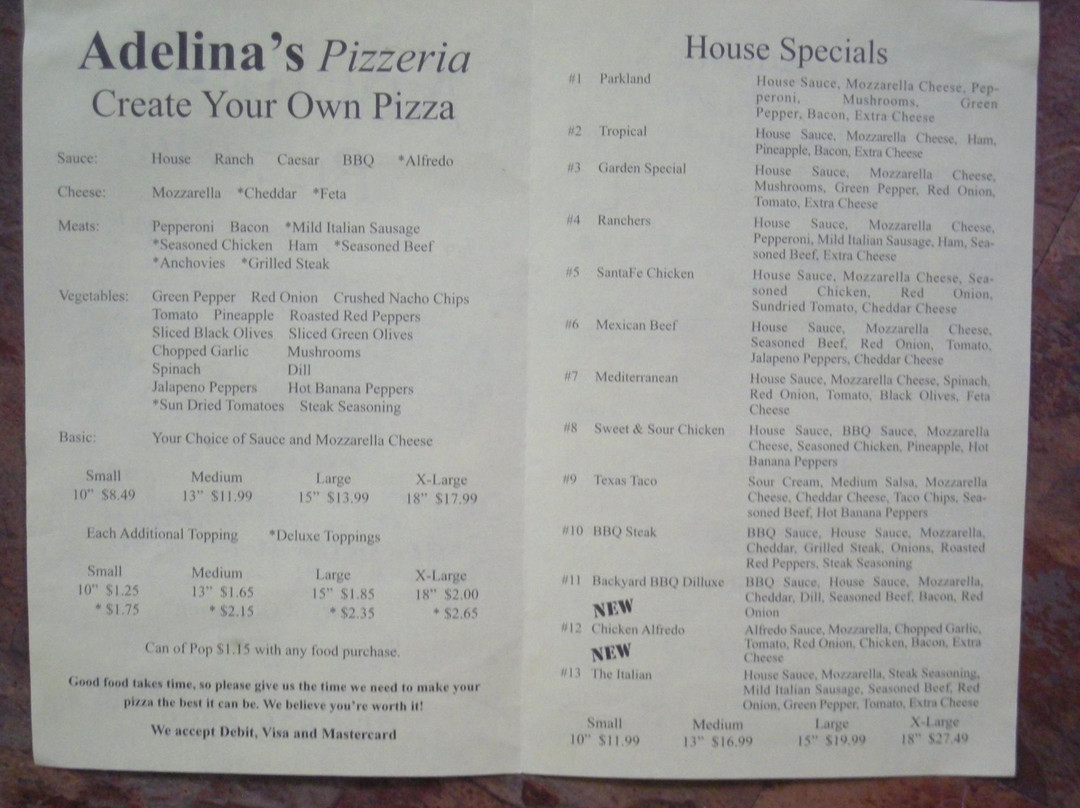 Adelina's Pizzeria
Create Your Own Pizza
Sauce: House Ranch Caesar BBQ *Alfredo
Cheese: Mozzarella *Cheddar *Feta
Meats: Pepperoni Bacon *Mild Italian Sausage
*Seasoned Chicken Ham *Seasoned Beef
*Anchovies *Grilled Steak
Vegetables: Green Pepper Red Onion Crushed Nacho Chips
Tomato Pineapple Roasted Red Peppers
Sliced Black Olives Sliced Green Olives
Chopped Garlic Mushrooms
Spinach Dill
Jalapeno Peppers Hot Banana Peppers
*Sun Dried Tomatoes Steak Seasoning
Basic: Your Choice of Sauce and Mozzarella Cheese
Small Medium Large X-Large
10" $8.49 13" $11.99 15" $13.99 18" $17.99
Each Additional Topping *Deluxe Toppings
Small Medium Large X-Large
10" $1.25 13" $1.65 15" $1.85 18" $2.00
* $1.75 * $2.15 * $2.35 * $2.65
Can of Pop $1.15 with any food purchase.
Good food takes time, so please give us the time we need to make your
pizza the best it can be. We believe you're worth it!
We accept Debit, Visa and Mastercard
House Specials
#1 Parkland House Sauce, Mozzarella Cheese, Pep-
peroni, Mushrooms, Green
Pepper, Bacon, Extra Cheese
#2 Tropical House Sauce, Mozzarella Cheese, Ham,
Pineapple, Bacon, Extra Cheese
#3 Garden Special House Sauce, Mozzarella Cheese,
Mushrooms, Green Pepper, Red Onion,
Tomato, Extra Cheese
#4 Ranchers House Sauce, Mozzarella Cheese,
Pepperoni, Mild Italian Sausage, Ham, Sea-
soned Beef, Extra Cheese
#5 SantaFe Chicken House Sauce, Mozzarella Cheese, Sea-
soned Chicken, Red Onion,
Sundried Tomato, Cheddar Cheese
#6 Mexican Beef House Sauce, Mozzarella Cheese,
Seasoned Beef, Red Onion, Tomato,
Jalapeno Peppers, Cheddar Cheese
#7 Mediterranean House Sauce, Mozzarella Cheese, Spinach,
Red Onion, Tomato, Black Olives, Feta
Cheese
#8 Sweet & Sour Chicken House Sauce, BBQ Sauce, Mozzarella
Cheese, Seasoned Chicken, Pineapple, Hot
Banana Peppers
#9 Texas Taco Sour Cream, Medium Salsa, Mozzarella
Cheese, Cheddar Cheese, Taco Chips, Sea-
soned Beef, Hot Banana Peppers
#10 BBQ Steak BBQ Sauce, House Sauce, Mozzarella,
Cheddar, Grilled Steak, Onions, Roasted
Red Peppers, Steak Seasoning
#11 Backyard BBQ Dilluxe BBQ Sauce, House Sauce, Mozzarella,
Cheddar, Dill, Seasoned Beef, Bacon, Red
NEW Onion
#12 Chicken Alfredo Alfredo Sauce, Mozzarella, Chopped Garlic,
Tomato, Red Onion, Chicken, Bacon, Extra
NEW Cheese
#13 The Italian House Sauce, Mozzarella, Steak Seasoning,
Mild Italian Sausage, Seasoned Beef, Red
Onion, Green Pepper, Tomato, Extra Cheese
Small Medium Large X-Large
10" $11.99 13" $16.99 15" $19.99 18" $27.49